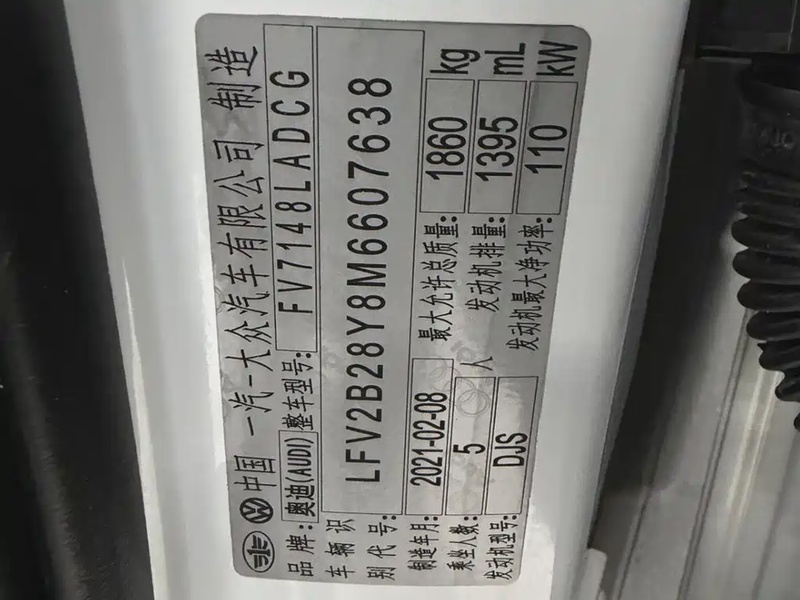 中国 一汽-大众汽车有限公司 制造
品牌: 奥迪(AUDI) 整车型号: FV7148LADCG
车辆识别代号: LFV2B28Y8M6607638
制造年月: 2021-02-08 最大允许总质量: 1860 kg
乘坐人数: 5 人 发动机排量: 1395 mL
发动机型号: DJS 发动机最大净功率: 110 kW